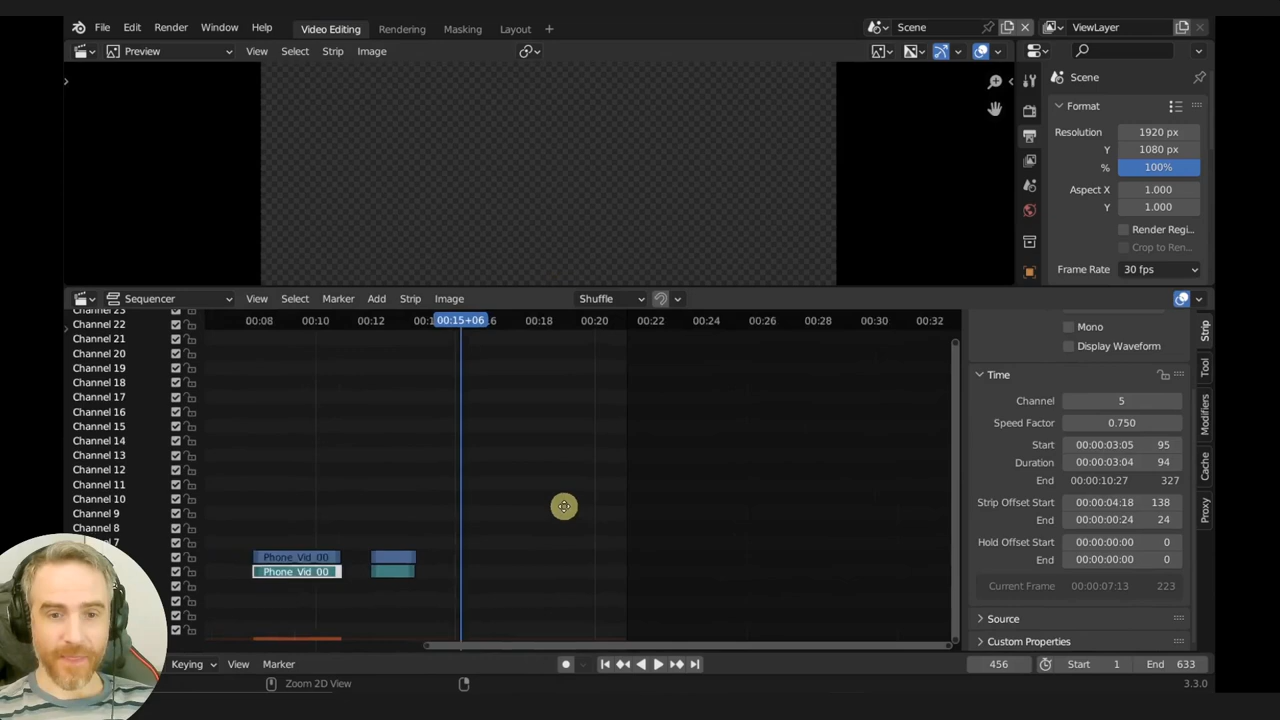 File Edit Render Window Help Video Editing Rendering Masking Layout + Scene ViewLayer
Preview View Select Strip Image
Scene
Format
Resolution 1920 px
Y 1080 px
% 100%
Aspect X 1.000
Y 1.000
Render Regi...
Crop to Ren...
Frame Rate 30 fps
Sequencer View Select Marker Add Strip Image Shuffle
00:08 00:10 00:12 00:15+06 00:18 00:20 00:22 00:24 00:26 00:28 00:30 00:32
Channel 23
Channel 22
Channel 21
Channel 20
Channel 19
Channel 18
Channel 17
Channel 16
Channel 15
Channel 14
Channel 13
Channel 12
Channel 11
Channel 10
Channel 9
Channel 8
Phone_Vid_00
Phone_Vid_00
Mono
Display Waveform
Time
Channel 5
Speed Factor 0.750
Start 00:00:03:05 95
Duration 00:00:03:04 94
End 00:00:10:27 327
Strip Offset Start 00:00:04:18 138
End 00:00:00:24 24
Hold Offset Start 00:00:00:00 0
End 00:00:00:00 0
Current Frame 00:00:07:13 223
Source
Custom Properties
Strip
Tool
Modifiers
Cache
Proxy
Keying View Marker 456 Start 1 End 633
Zoom 2D View 3.3.0